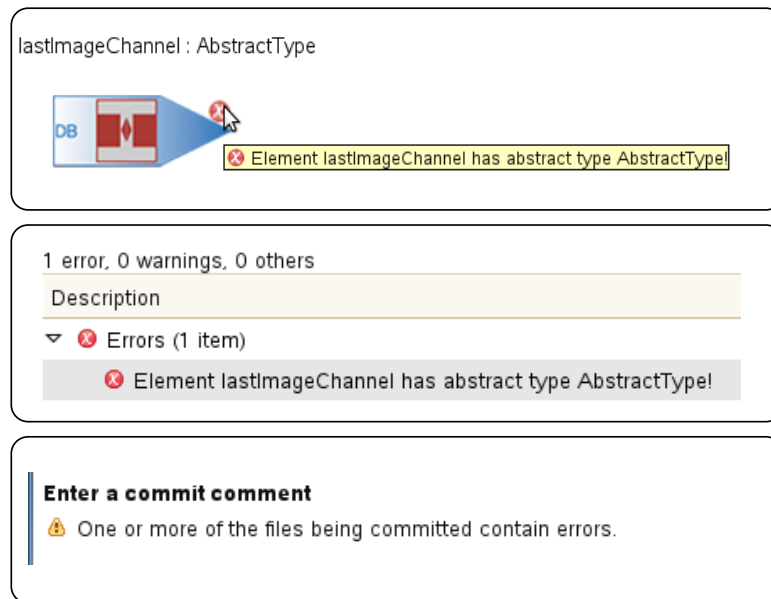 lastImageChannel : AbstractType
DB
Element lastImageChannel has abstract type AbstractType!
1 error, 0 warnings, 0 others
Description
Errors (1 item)
Element lastImageChannel has abstract type AbstractType!
Enter a commit comment
One or more of the files being committed contain errors.